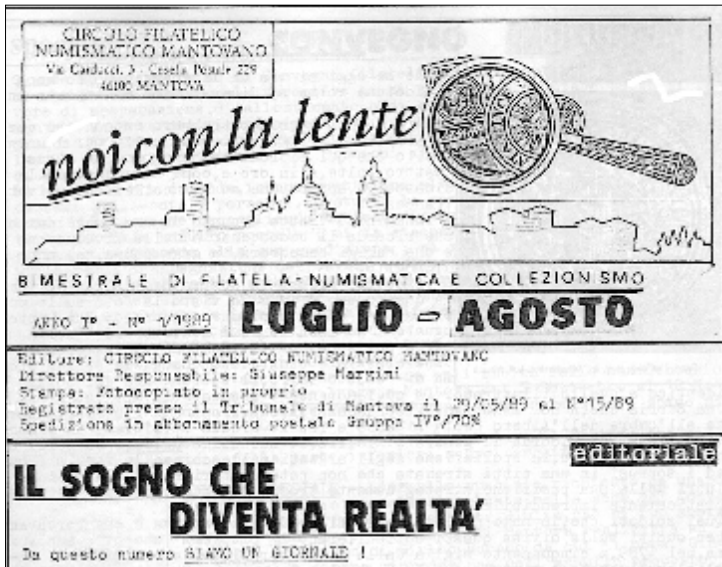 CIRCOLO FILATELICO
NUMISMATICO MANTOVANO
Via Carducci, 3 - Casella Postale 229
46100 MANTOVA
noi con la lente
BIMESTRALE DI FILATELIA - NUMISMATICA E COLLEZIONISMO
ANNO I° - N° 1/1989 LUGLIO - AGOSTO
Editore: CIRCOLO FILATELICO NUMISMATICO MANTOVANO
Direttore Responsabile: Giuseppe Margini
Stampa: Fotocopiato in proprio
Registrato presso il Tribunale di Mantova il 29/05/89 al N°15/89
Spedizione in abbonamento postale Gruppo IV°/70%
editoriale
IL SOGNO CHE
DIVENTA REALTA'
Da questo numero SIAMO UN GIORNALE !